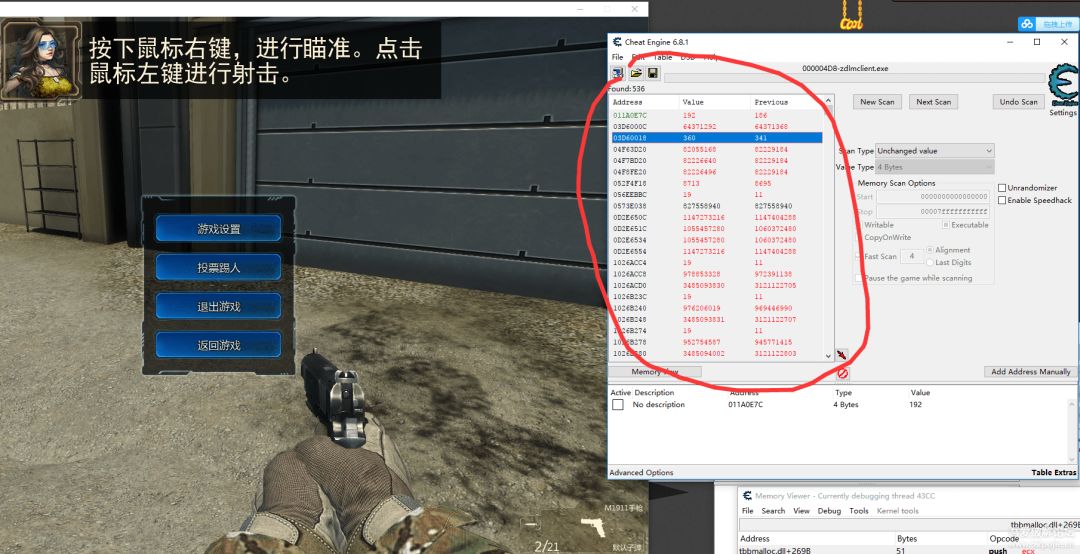 按下鼠标右键，进行瞄准。点击
鼠标左键进行射击。
游戏设置
投票踢人
退出游戏
返回游戏
M1911手枪
2/21
默认子弹
Cool
拖拽上传
Cheat Engine 6.8.1
File Edit Table D3D Help
000004D8-zdlmclient.exe
Found:536
Settings
Address Value Previous
011A0E7C 192 186
03D6000C 64371292 64371368
03D60018 360 341
04F63D20 82055168 82229184
04F7BD20 82226640 82229184
04F8FE20 82226496 82229184
052F4F18 8713 8695
056EEBBC 19 11
0573E038 827558940 827558940
0D2E650C 1147273216 1147404288
0D2E651C 1055457280 1060372480
0D2E6534 1055457280 1060372480
0D2E6554 1147273216 1147404288
1026ACC4 19 11
1026ACC8 978853328 972391138
1026ACD0 3485093830 3121122705
1026B23C 19 11
1026B240 976206019 969446990
1026B248 3485093831 3121122707
1026B274 19 11
1026B278 952754587 945771415
1026B280 3485094002 3121122803
New Scan Next Scan Undo Scan
Scan Type Unchanged value
Value Type 4 Bytes
Memory Scan Options
Start 0000000000000000
Stop 00007fffffffffff
Writable Executable
CopyOnWrite
Fast Scan 4 Alignment
Last Digits
Pause the game while scanning
Unrandomizer
Enable Speedhack
Memory View
Add Address Manually
Active Description Address Type Value
No description 011A0E7C 4 Bytes 192
Advanced Options
Table Extras
Memory Viewer - Currently debugging thread 43CC
File Search View Debug Tools Kernel tools
tbbmalloc.dll+269B
Address Bytes Opcode
tbbmalloc.dll+269B 51 push ecx